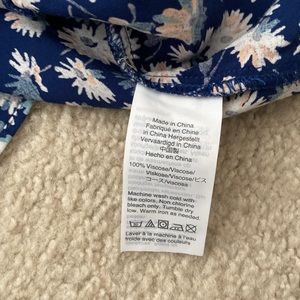 Made in China
Fabriqué en Chine
in China Hergestellt
Vervaardigd in China
中国製
Hecho en China
100% Viscose/Viscose/
Viskose/Viscose/ビス
コース/Viscosa
Machine wash cold with
like colors. Non chlorine
bleach only. Tumble dry
low. Warm iron as needed.
Laver à la machine à l'eau
froide avec des couleurs